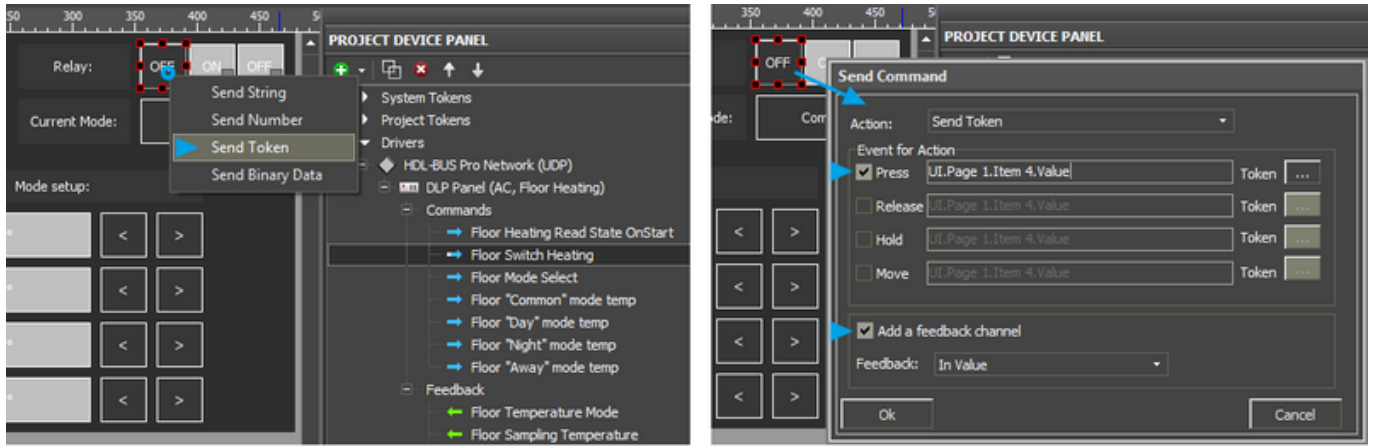 50 300 350 400 450 5
PROJECT DEVICE PANEL
Relay:
OFF
ON
OFF
Send String
Send Number
Send Token
Send Binary Data
Current Mode:
Mode setup:
<
>
<
>
<
>
<
>
System Tokens
Project Tokens
Drivers
HDL-BUS Pro Network (UDP)
DLP Panel (AC, Floor Heating)
Commands
Floor Heating Read State OnStart
Floor Switch Heating
Floor Mode Select
Floor "Common" mode temp
Floor "Day" mode temp
Floor "Night" mode temp
Floor "Away" mode temp
Feedback
Floor Temperature Mode
Floor Sampling Temperature
350 400 450 5
PROJECT DEVICE PANEL
OFF
de:
Com
<
>
<
>
<
>
<
>
Send Command
Action: Send Token
Event for Action
Press UI.Page 1.Item 4.Value Token ...
Release UI.Page 1.Item 4.Value Token ...
Hold UI.Page 1.Item 4.Value Token ...
Move UI.Page 1.Item 4.Value Token ...
Add a feedback channel
Feedback: In Value
Ok Cancel